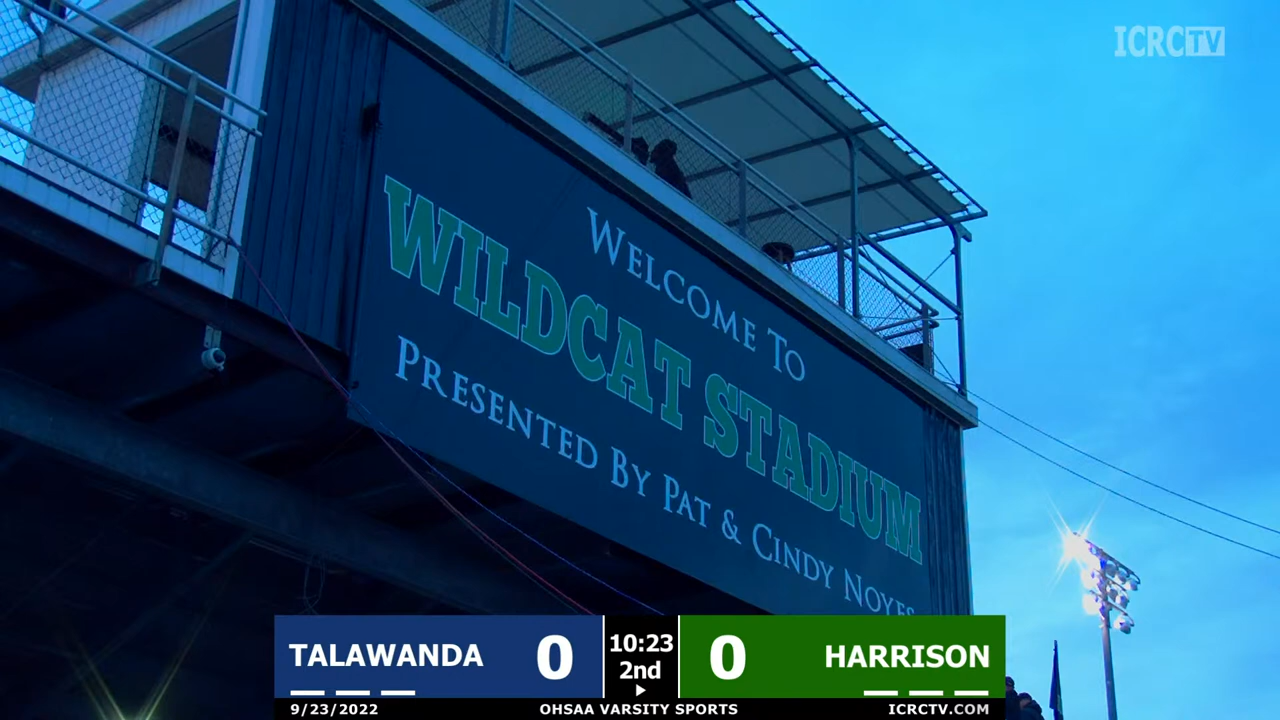 ICRCTV
WELCOME TO
WILDCAT STADIUM
PRESENTED BY PAT & CINDY NOYES
TALAWANDA 0 10:23 0 HARRISON
2nd
9/23/2022 OHSAA VARSITY SPORTS ICRCTV.COM